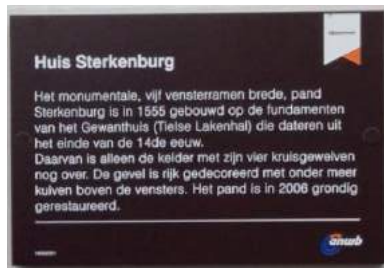 Huis Sterkenburg
Het monumentale, vijf vensterramen brede, pand
Sterkenburg is in 1555 gebouwd op de fundamenten
van het Gewanthuis (Tielse Lakenhal) die dateren uit
het einde van de 14de eeuw.
Daarvan is alleen de kelder met zijn vier kruisgewelven
nog over. De gevel is rijk gedecoreerd met onder meer
kuiven boven de vensters. Het pand is in 2006 grondig
gerestaureerd.
anwb